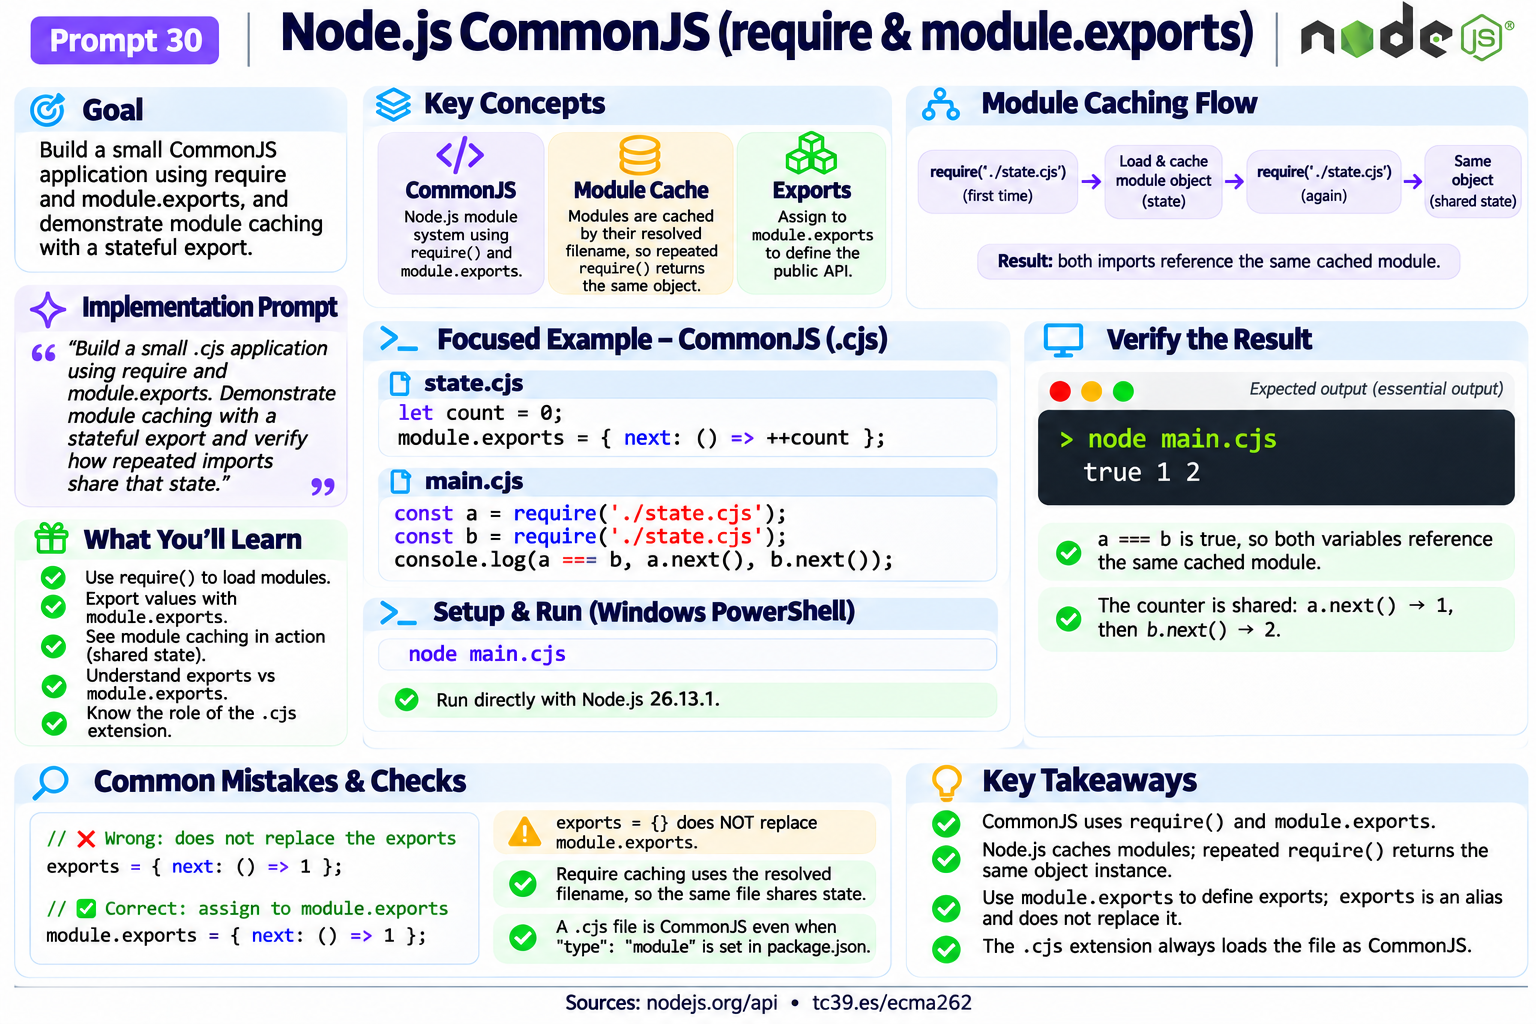 Prompt 30
Node.js CommonJS (require & module.exports)
node JS ®
Goal
Build a small CommonJS
application using require
and module.exports, and
demonstrate module caching
with a stateful export.
Implementation Prompt
“Build a small .cjs application
using require and
module.exports. Demonstrate
module caching with a
stateful export and verify
how repeated imports
share that state.”
What You’ll Learn
Use require() to load modules.
Export values with
module.exports.
See module caching in action
(shared state).
Understand exports vs
module.exports.
Know the role of the .cjs
extension.
Key Concepts
</>
CommonJS
Node.js module
system using
require() and
module.exports.
Module Cache
Modules are cached
by their resolved
filename, so repeated
require() returns
the same object.
Exports
Assign to
module.exports
to define the
public API.
Module Caching Flow
require('./state.cjs')
(first time)
Load & cache
module object
(state)
require('./state.cjs')
(again)
Same
object
(shared state)
Result: both imports reference the same cached module.
Focused Example – CommonJS (.cjs)
state.cjs
let count = 0;
module.exports = { next: () => ++count };
main.cjs
const a = require('./state.cjs');
const b = require('./state.cjs');
console.log(a === b, a.next(), b.next());
Setup & Run (Windows PowerShell)
node main.cjs
Run directly with Node.js 26.13.1.
Verify the Result
Expected output (essential output)
> node main.cjs
true 1 2
a === b is true, so both variables reference
the same cached module.
The counter is shared: a.next() → 1,
then b.next() → 2.
Common Mistakes & Checks
// ❌ Wrong: does not replace the exports
exports = { next: () => 1 };
// ✅ Correct: assign to module.exports
module.exports = { next: () => 1 };
exports = {} does NOT replace
module.exports.
Require caching uses the resolved
filename, so the same file shares state.
A .cjs file is CommonJS even when
"type": "module" is set in package.json.
Key Takeaways
CommonJS uses require() and module.exports.
Node.js caches modules; repeated require() returns the
same object instance.
Use module.exports to define exports; exports is an alias
and does not replace it.
The .cjs extension always loads the file as CommonJS.
Sources: nodejs.org/api • tc39.es/ecma262